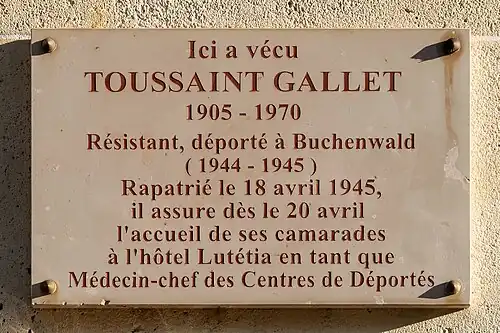 Ici a vécu
TOUSSAINT GALLET
1905 - 1970
Résistant, déporté à Buchenwald
( 1944 - 1945 )
Rapatrié le 18 avril 1945,
il assure dès le 20 avril
l'accueil de ses camarades
à l'hôtel Lutétia en tant que
Médecin-chef des Centres de Déportés